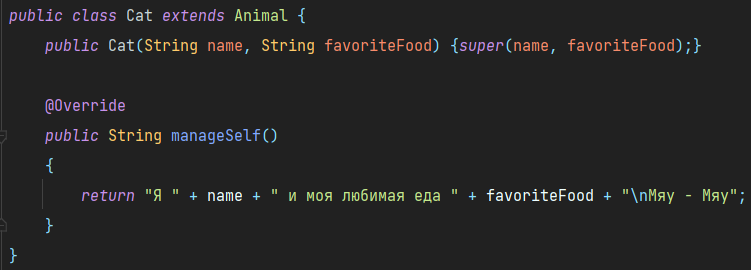 public class Cat extends Animal {
public Cat(String name, String favoriteFood) {super(name, favoriteFood);}
@Override
public String manageSelf()
{
return "Я " + name + " и моя любимая еда " + favoriteFood + "\nМяу - Мяу";
}
}